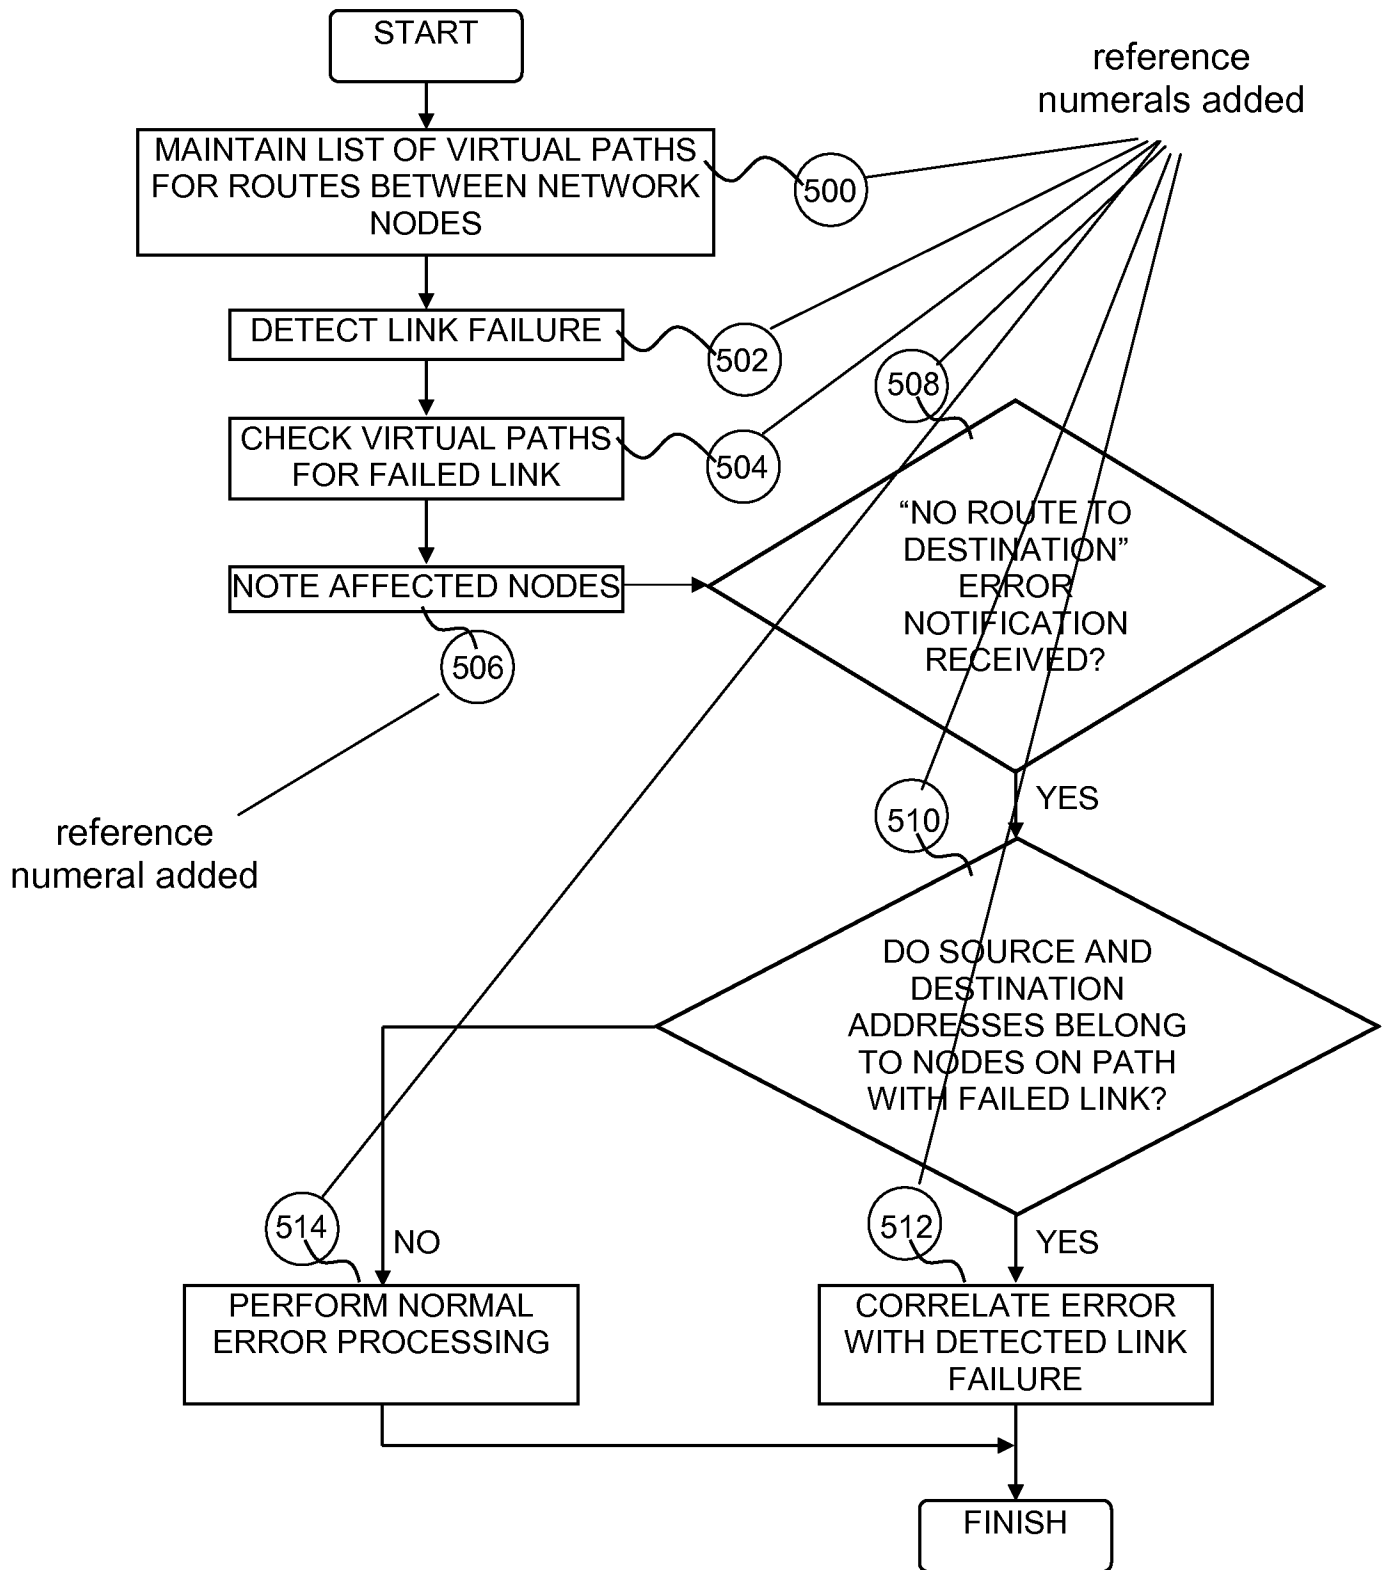 START
reference
numerals added
MAINTAIN LIST OF VIRTUAL PATHS
FOR ROUTES BETWEEN NETWORK
NODES
500
DETECT LINK FAILURE
502
508
CHECK VIRTUAL PATHS
FOR FAILED LINK
504
“NO ROUTE TO
DESTINATION”
ERROR
NOTIFICATION
RECEIVED?
NOTE AFFECTED NODES
506
reference
numeral added
YES
510
DO SOURCE AND
DESTINATION
ADDRESSES BELONG
TO NODES ON PATH
WITH FAILED LINK?
514
NO
512
YES
PERFORM NORMAL
ERROR PROCESSING
CORRELATE ERROR
WITH DETECTED LINK
FAILURE
FINISH